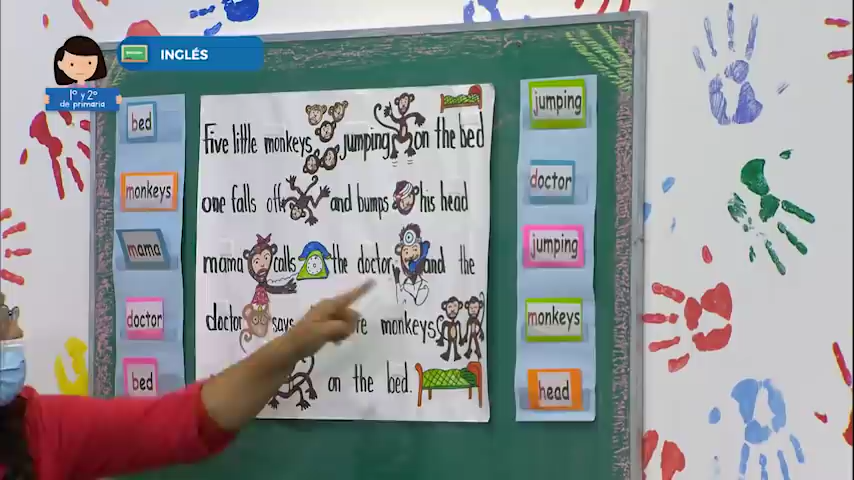 INGLÉS
1° y 2°
de primaria
bed
monkeys
mama
doctor
bed
Five little monkeys jumping on the bed
one falls off and bumps his head
mama calls the doctor and the
doctor says monkeys
on the bed.
jumping
doctor
jumping
monkeys
head